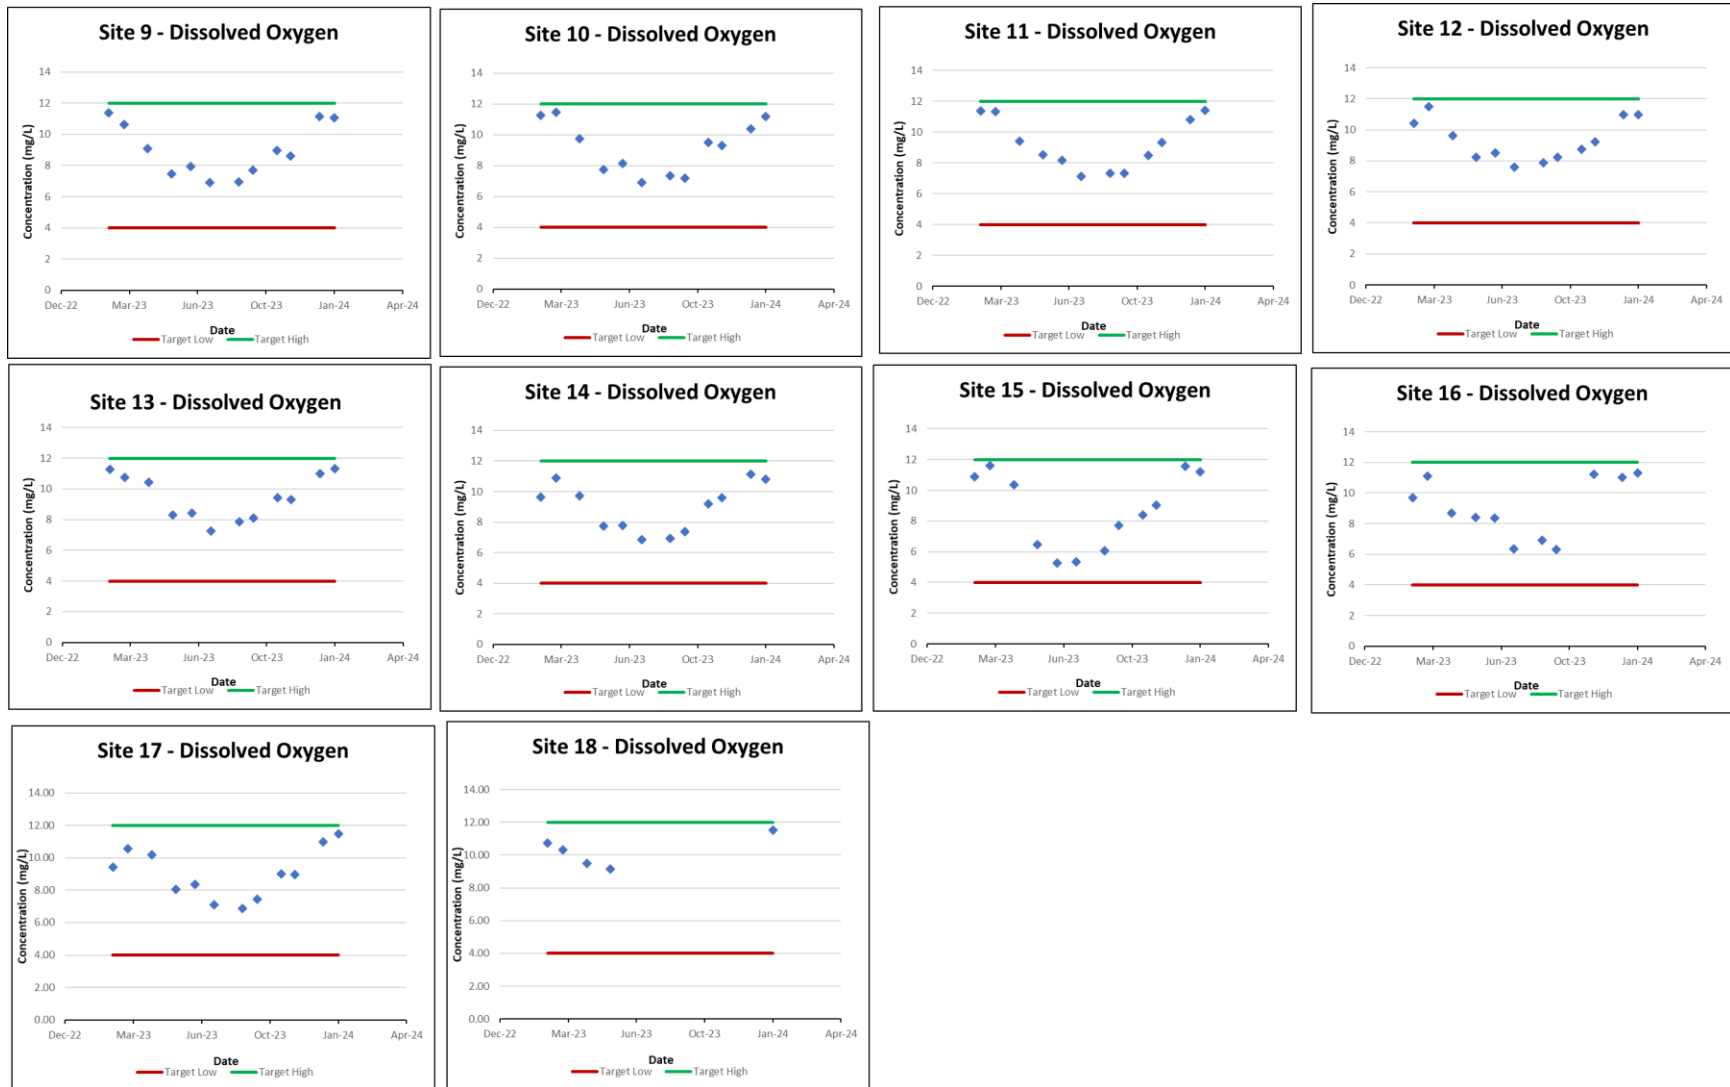 Site 9 - Dissolved Oxygen
14
12
10
8
6
4
2
0
Concentration (mg/L)
Dec-22 Mar-23 Jun-23 Oct-23 Jan-24 Apr-24
Date
Target Low Target High
Site 10 - Dissolved Oxygen
14
12
10
8
6
4
2
0
Concentration (mg/L)
Dec-22 Mar-23 Jun-23 Oct-23 Jan-24 Apr-24
Date
Target Low Target High
Site 11 - Dissolved Oxygen
14
12
10
8
6
4
2
0
Concentration (mg/L)
Dec-22 Mar-23 Jun-23 Oct-23 Jan-24 Apr-24
Date
Target Low Target High
Site 12 - Dissolved Oxygen
14
12
10
8
6
4
2
0
Concentration (mg/L)
Dec-22 Mar-23 Jun-23 Oct-23 Jan-24 Apr-24
Date
Target Low Target High
Site 13 - Dissolved Oxygen
14
12
10
8
6
4
2
0
Concentration (mg/L)
Dec-22 Mar-23 Jun-23 Oct-23 Jan-24 Apr-24
Date
Target Low Target High
Site 14 - Dissolved Oxygen
14
12
10
8
6
4
2
0
Concentration (mg/L)
Dec-22 Mar-23 Jun-23 Oct-23 Jan-24 Apr-24
Date
Target Low Target High
Site 15 - Dissolved Oxygen
14
12
10
8
6
4
2
0
Concentration (mg/L)
Dec-22 Mar-23 Jun-23 Oct-23 Jan-24 Apr-24
Date
Target Low Target High
Site 16 - Dissolved Oxygen
14
12
10
8
6
4
2
0
Concentration (mg/L)
Dec-22 Mar-23 Jun-23 Oct-23 Jan-24 Apr-24
Date
Target Low Target High
Site 17 - Dissolved Oxygen
14.00
12.00
10.00
8.00
6.00
4.00
2.00
0.00
Concentration (mg/L)
Dec-22 Mar-23 Jun-23 Oct-23 Jan-24 Apr-24
Date
Target Low Target High
Site 18 - Dissolved Oxygen
14.00
12.00
10.00
8.00
6.00
4.00
2.00
0.00
Concentration (mg/L)
Dec-22 Mar-23 Jun-23 Oct-23 Jan-24 Apr-24
Date
Target Low Target High